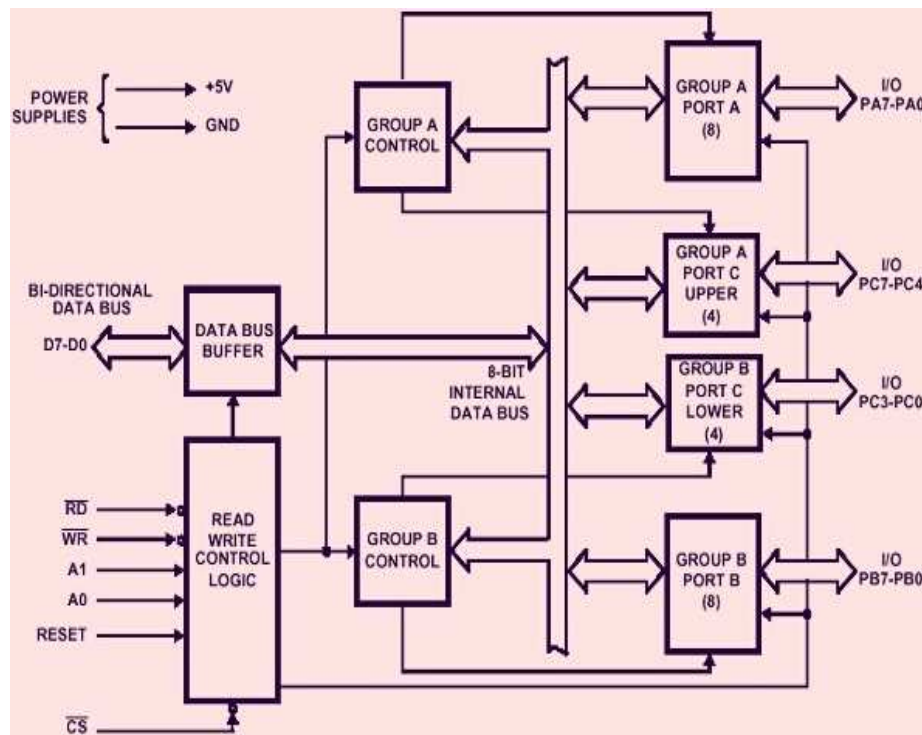 POWER
SUPPLIES
+5V
GND
GROUP A
CONTROL
GROUP A
PORT A
(8)
I/O
PA7-PA0
GROUP A
PORT C
UPPER
(4)
I/O
PC7-PC4
BI-DIRECTIONAL
DATA BUS
D7-D0
DATA BUS
BUFFER
8-BIT
INTERNAL
DATA BUS
GROUP B
PORT C
LOWER
(4)
I/O
PC3-PC0
RD
WR
A1
A0
RESET
CS
READ
WRITE
CONTROL
LOGIC
GROUP B
CONTROL
GROUP B
PORT B
(8)
I/O
PB7-PB0